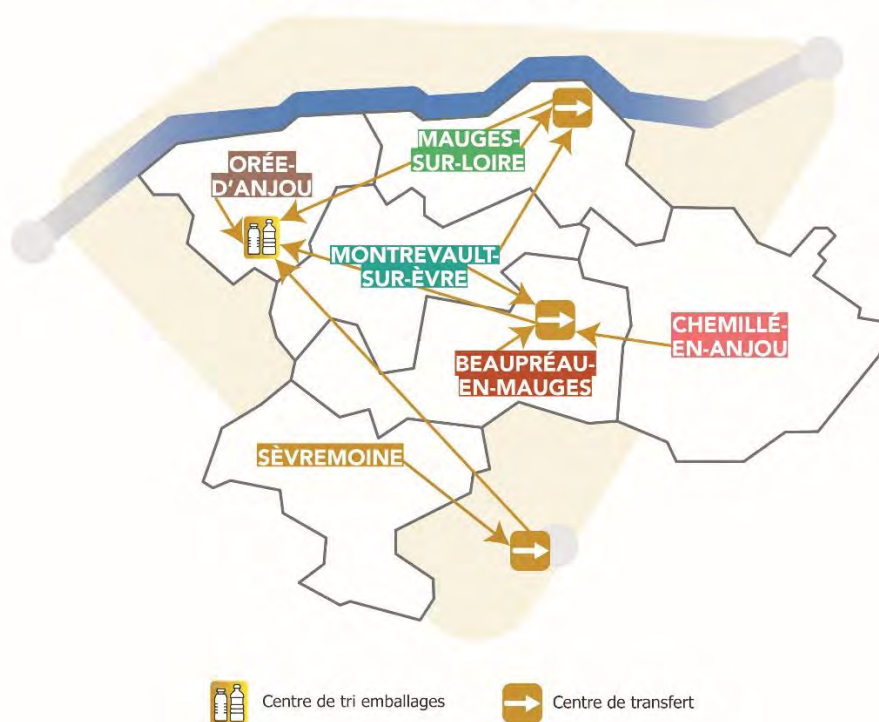 MAUGES-
SUR-LOIRE
ORÉE-
D'ANJOU
MONTREVAULT-
SUR-ÈVRE
CHEMILLÉ-
EN-ANJOU
BEAUPRÉAU-
EN-MAUGES
SÈVREMOINE
Centre de tri emballages
Centre de transfert